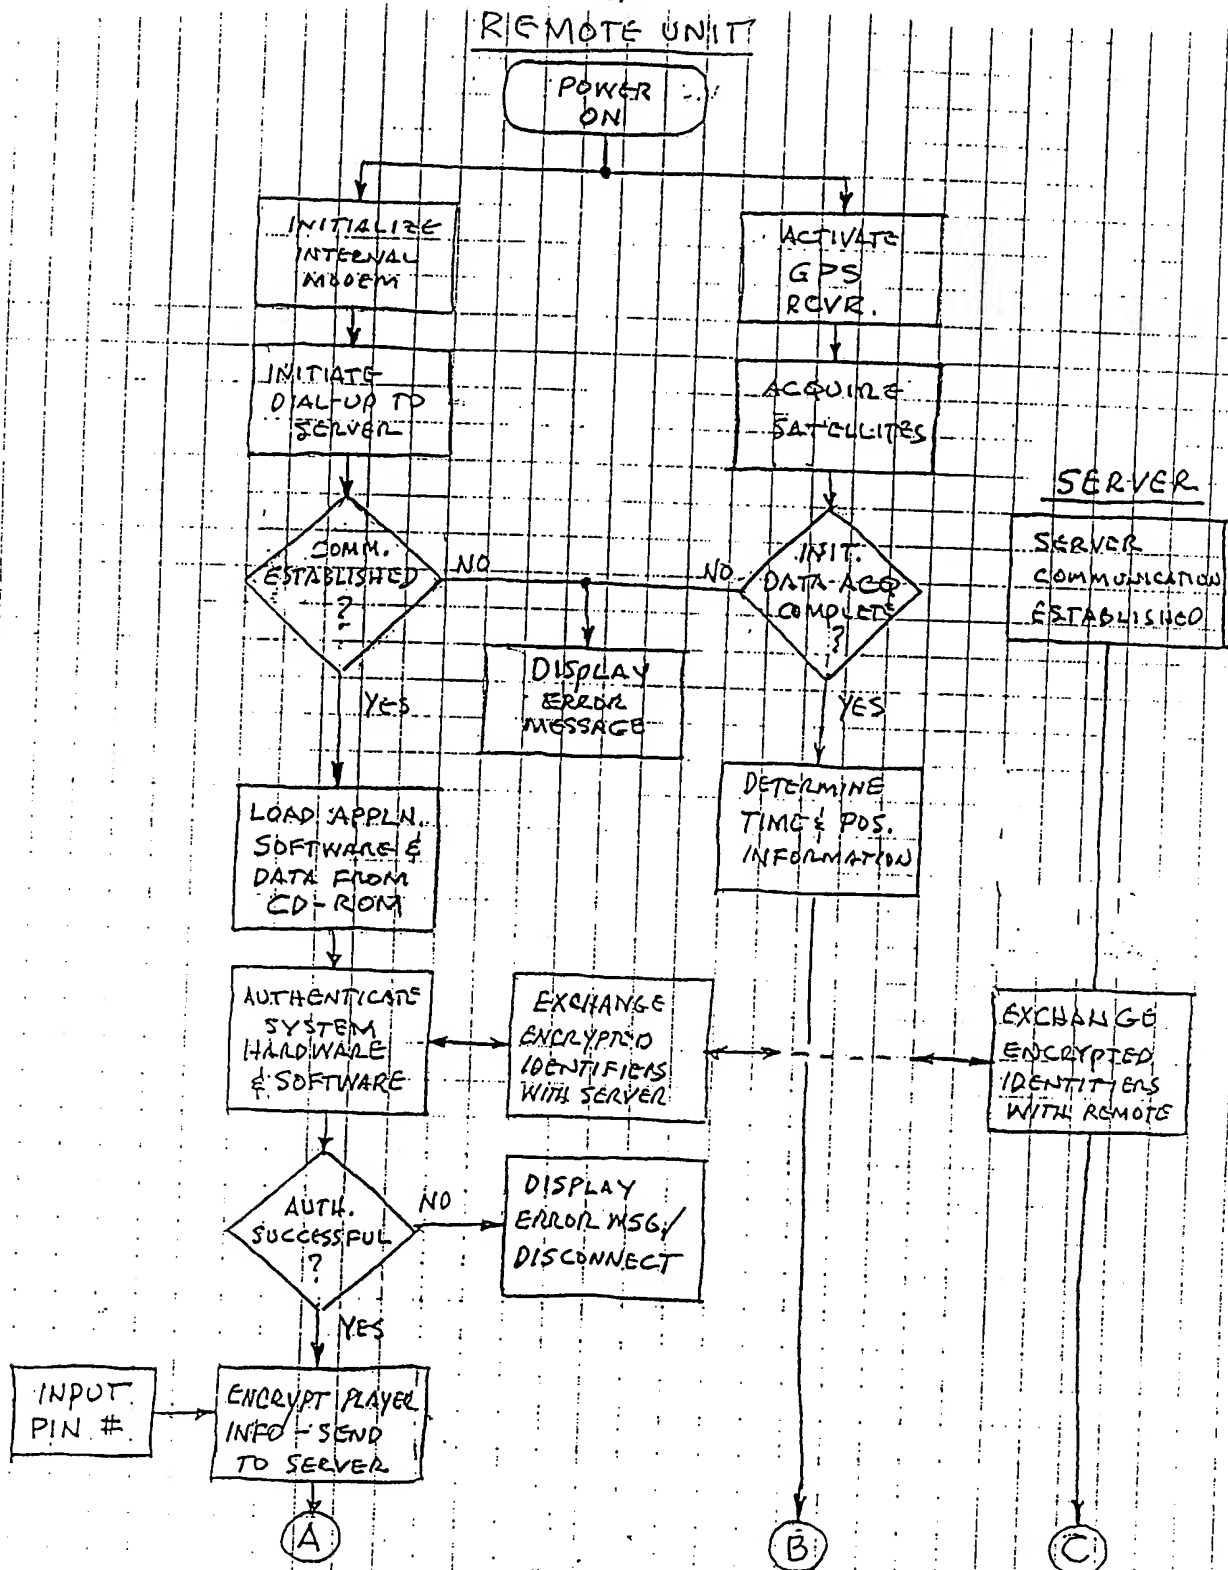 REMOTE UNIT
POWER
ON
INITIALIZE
INTERNAL
MODEM
ACTIVATE
GPS
RCVR.
INITIATE
DIAL-UP TO
SERVER
ACQUIRE
SATELLITES
SERVER
COMM.
ESTABLISHED
?
NO
NO
INIT.
DATA ACQ
COMPLETE
?
SERVER
COMMUNICATION
ESTABLISHED
DISPLAY
ERROR
MESSAGE
YES
YES
LOAD APPLN.
SOFTWARE &
DATA FROM
CD-ROM
DETERMINE
TIME & POS.
INFORMATION
AUTHENTICATE
SYSTEM
HARDWARE
& SOFTWARE
EXCHANGE
ENCRYPTED
IDENTIFIERS
WITH SERVER
EXCHANGE
ENCRYPTED
IDENTIFIERS
WITH REMOTE
AUTH.
SUCCESSFUL
?
NO
DISPLAY
ERROR MSG/
DISCONNECT
YES
INPUT
PIN #.
ENCRYPT PLAYER
INFO - SEND
TO SERVER
A
B
C